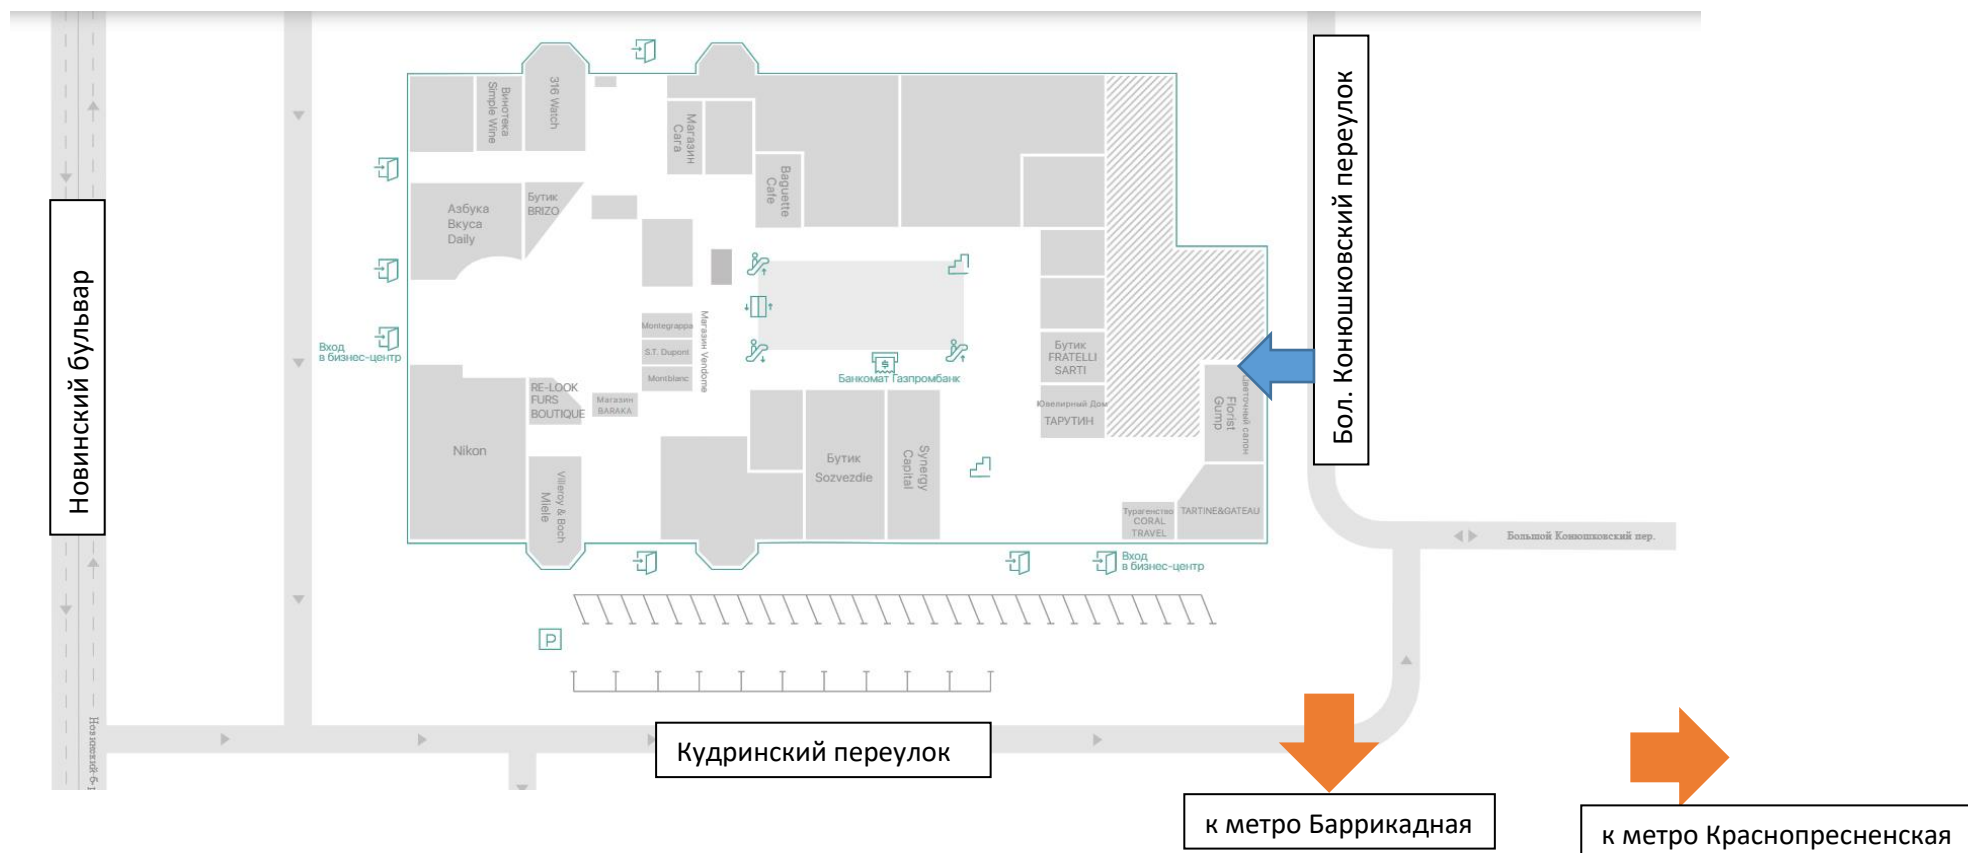 Винотека
Simple Wine
316 Watch
Магазин
Сага
Baguette
Cafe
Азбука
Вкуса
Daily
Бутик
BRIZO
Новинский бульвар
Бол. Конюшковский переулок
Вход
в бизнес-центр
Montegrappa
S.T. Dupont
Montblanc
Магазин Vendome
Банкомат Газпромбанк
Бутик
FRATELLI
SARTI
Ювелирный Дом
ТАРУТИН
Цветочный салон
Florist
Gump
RE-LOOK
FURS
BOUTIQUE
Магазин
BARAKA
Nikon
Villeroy & Boch
Miele
Бутик
Sozvezdie
Synergy
Capital
Турагенство
CORAL
TRAVEL
TARTINE&GATEAU
Вход
в бизнес-центр
Большой Конюшковский пер.
P
Кудринский переулок
к метро Баррикадная
к метро Краснопресненская